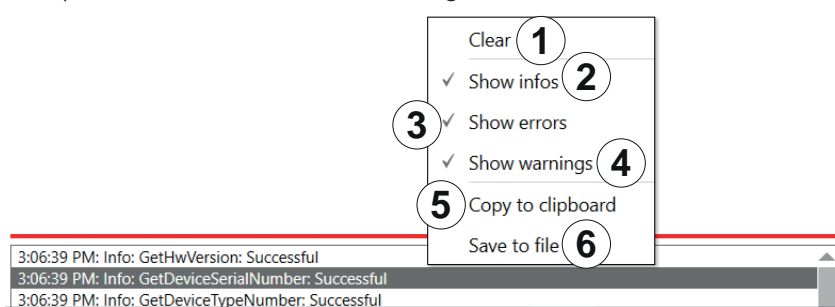 Clear 1
Show infos 2
3 Show errors
Show warnings 4
5 Copy to clipboard
Save to file 6
3:06:39 PM: Info: GetHwVersion: Successful
3:06:39 PM: Info: GetDeviceSerialNumber: Successful
3:06:39 PM: Info: GetDeviceTypeNumber: Successful